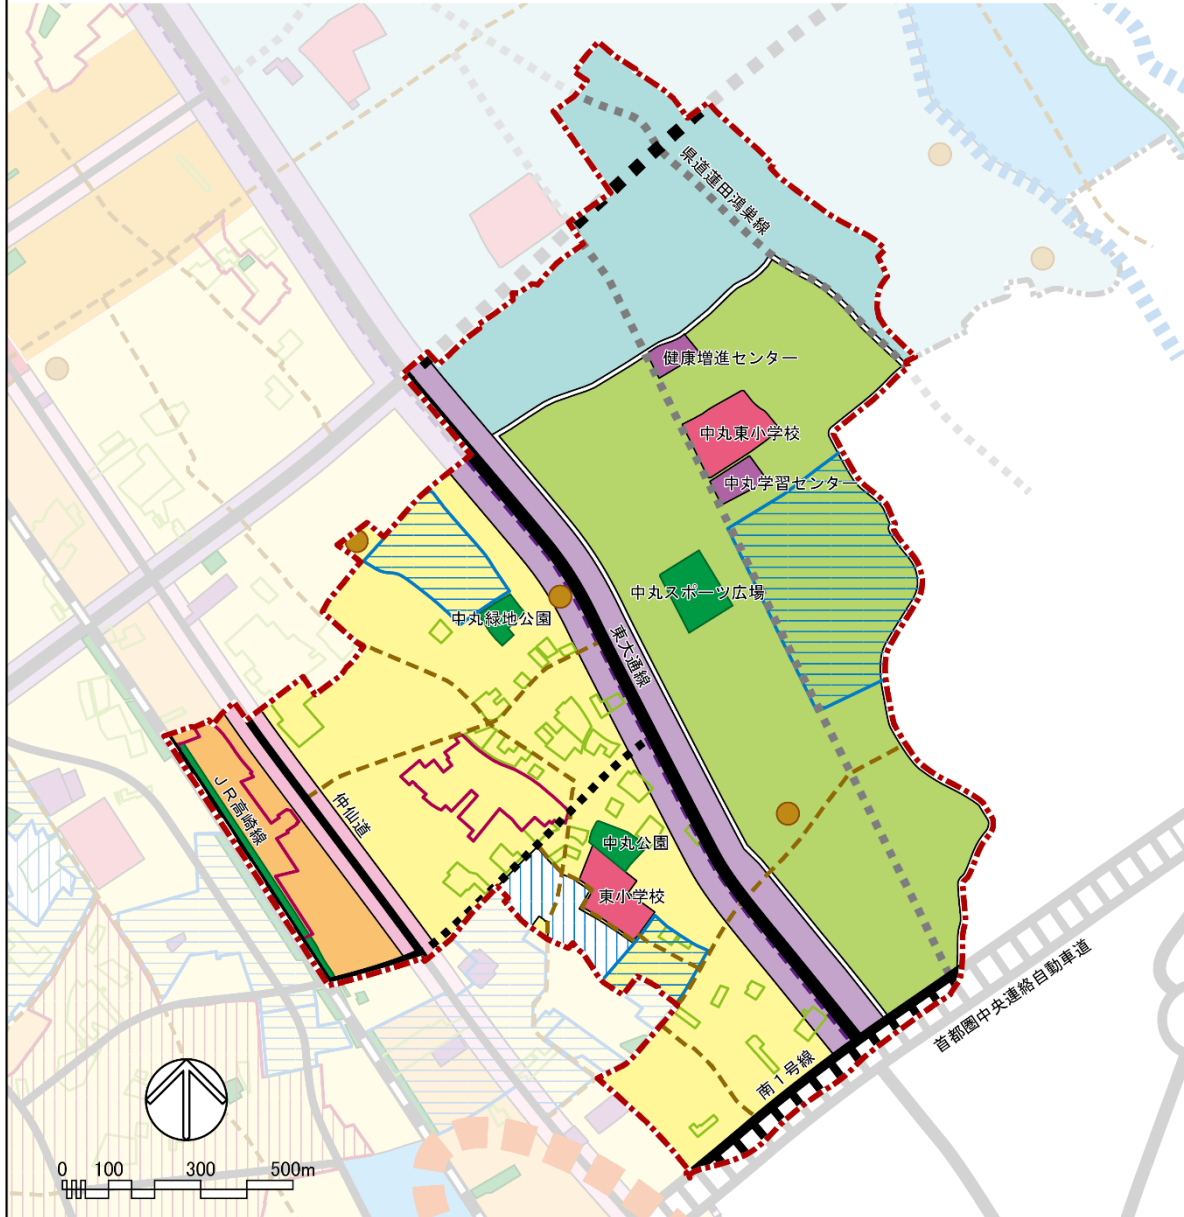 県道蓮田鴻巣線
健康増進センター
中丸東小学校
中丸学習センター
中丸スポーツ広場
中丸緑地公園
東大通線
仲仙道
JR高崎線
中丸公園
東小学校
首都圏中央連絡自動車道
南1号線
0 100 300 500m